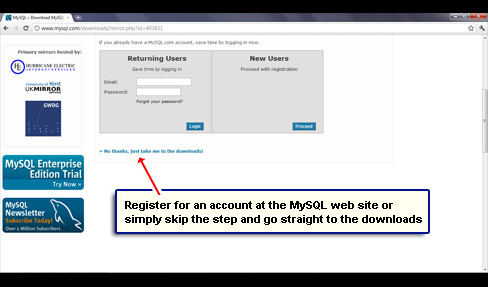 MySQL » Download MySQL
www.mysql.com/downloads/mirror.php?id=403831
If you already have a MySQL.com account, save time by logging in now.
Primary mirrors hosted by:
HURRICANE ELECTRIC
INTERNET SERVICES
University of Kent
UKMIRROR
GWDG
Returning Users
Save time by logging in
Email:
Password:
Forgot your password?
Login
New Users
Proceed with registration
Proceed
» No thanks, just take me to the downloads!
MySQL Enterprise
Edition Trial
Try Now »
MySQL
Newsletter
Subscribe Today!
Over 1 Million Subscribers
Register for an account at the MySQL web site or
simply skip the step and go straight to the downloads